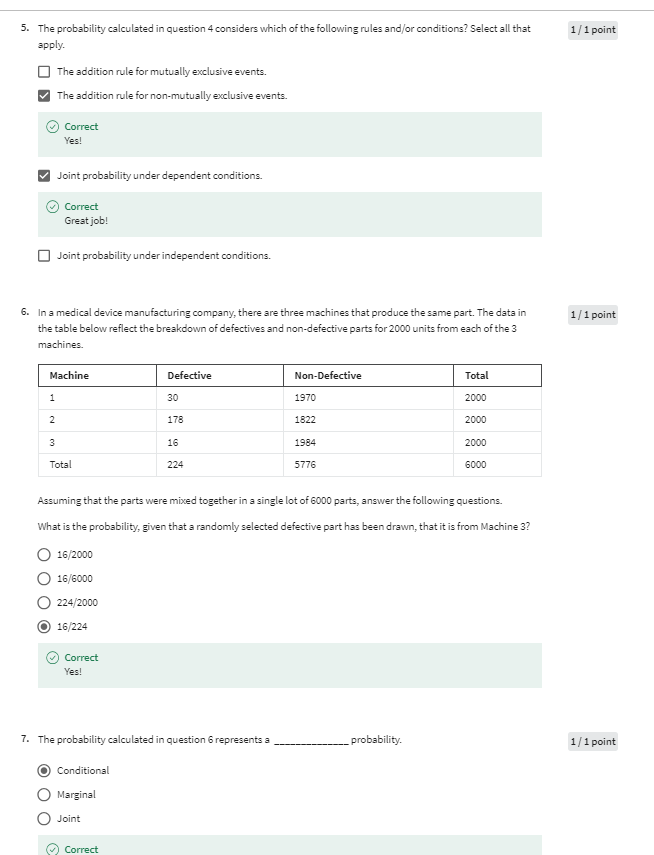 5. The probability calculated in question 4 considers which of the following rules and/or conditions? Select all that
apply.
1 / 1 point
The addition rule for mutually exclusive events.
The addition rule for non-mutually exclusive events.
Correct
Yes!
Joint probability under dependent conditions.
Correct
Great job!
Joint probability under independent conditions.
6. In a medical device manufacturing company, there are three machines that produce the same part. The data in
the table below reflect the breakdown of defectives and non-defective parts for 2000 units from each of the 3
machines.
1 / 1 point
Machine Defective Non-Defective Total
1 30 1970 2000
2 178 1822 2000
3 16 1984 2000
Total 224 5776 6000
Assuming that the parts were mixed together in a single lot of 6000 parts, answer the following questions.
What is the probability, given that a randomly selected defective part has been drawn, that it is from Machine 3?
16/2000
16/6000
224/2000
16/224
Correct
Yes!
7. The probability calculated in question 6 represents a ______________ probability.
1 / 1 point
Conditional
Marginal
Joint
Correct